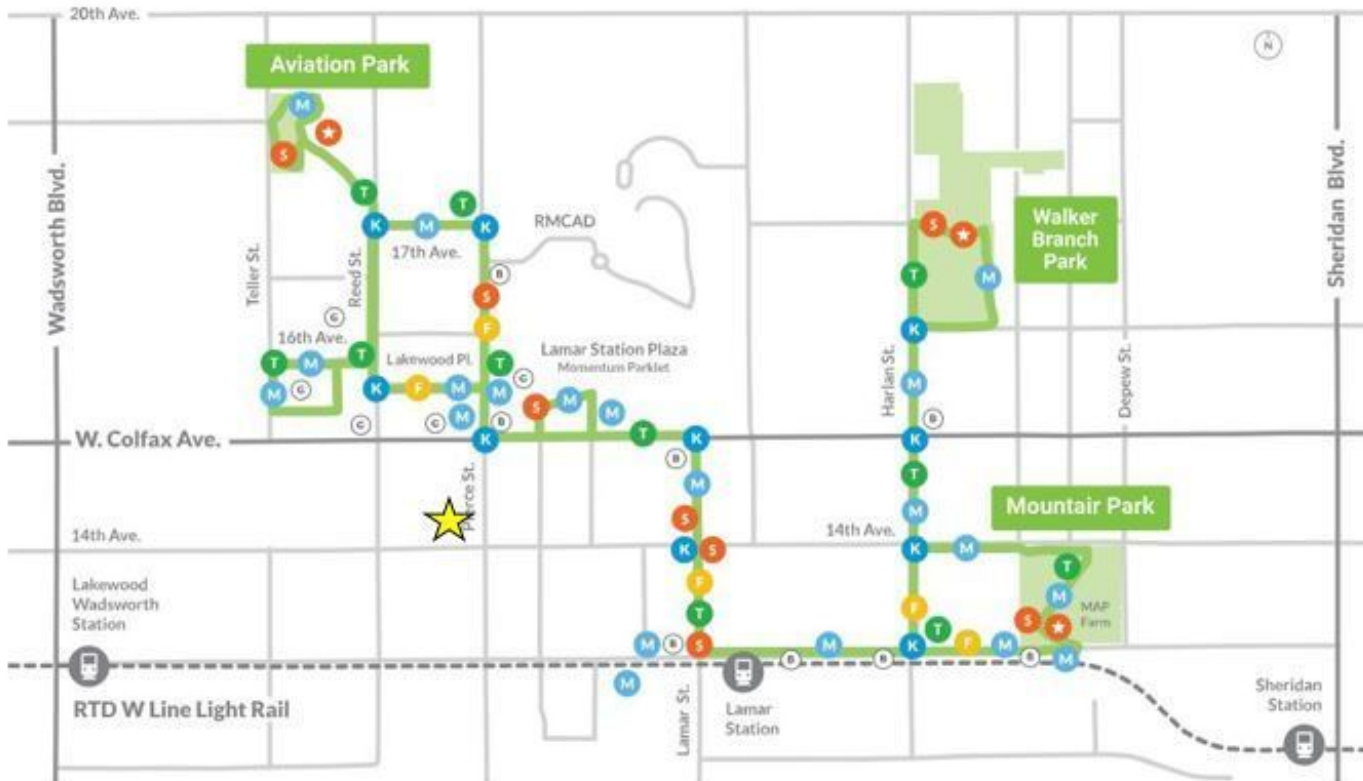 20th Ave.
N
Aviation Park
M
S
T
T
K
M
K
17th Ave.
B
S
F
RMCAD
Walker
Branch
Park
S
T
M
K
Wadsworth Blvd.
Sheridan Blvd.
Teller St.
Reed St.
G
16th Ave.
T
M
T
M
G
Lakewood Pl.
K
F
M
T
M
G
G
G
M
B
K
Lamar Station Plaza
Momentum Parklet
S
M
M
T
K
B
M
Harlan St.
Depew St.
M
B
K
T
M
W. Colfax Ave.
14th Ave.
S
K
S
F
T
S
M
B
M
14th Ave.
K
M
Mountair Park
T
M
MAP
Farm
S
F
T
K
F
M
B
M
B
M
B
Lakewood
Wadsworth
Station
RTD W Line Light Rail
Lamar St.
Lamar
Station
Sheridan
Station